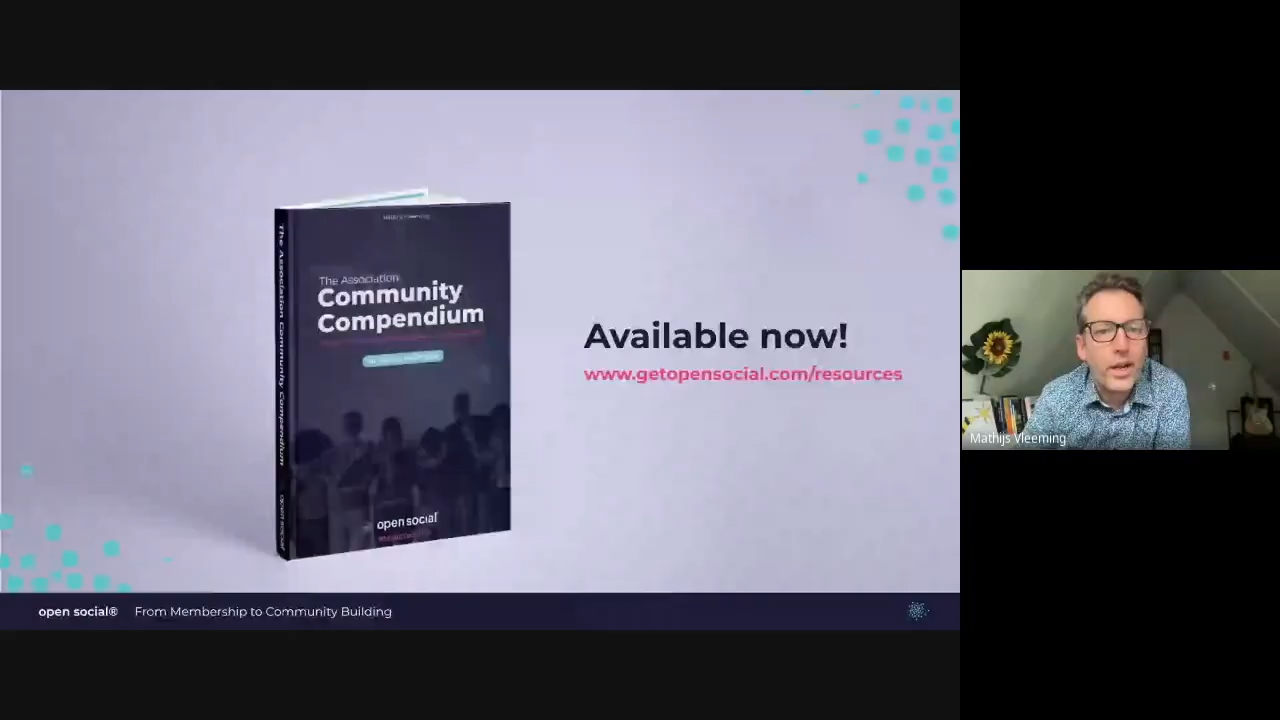 The Association
Community
Compendium
The Association Community Compendium
open social
Available now!
www.getopensocial.com/resources
open social® From Membership to Community Building
Mathijs Vleeming